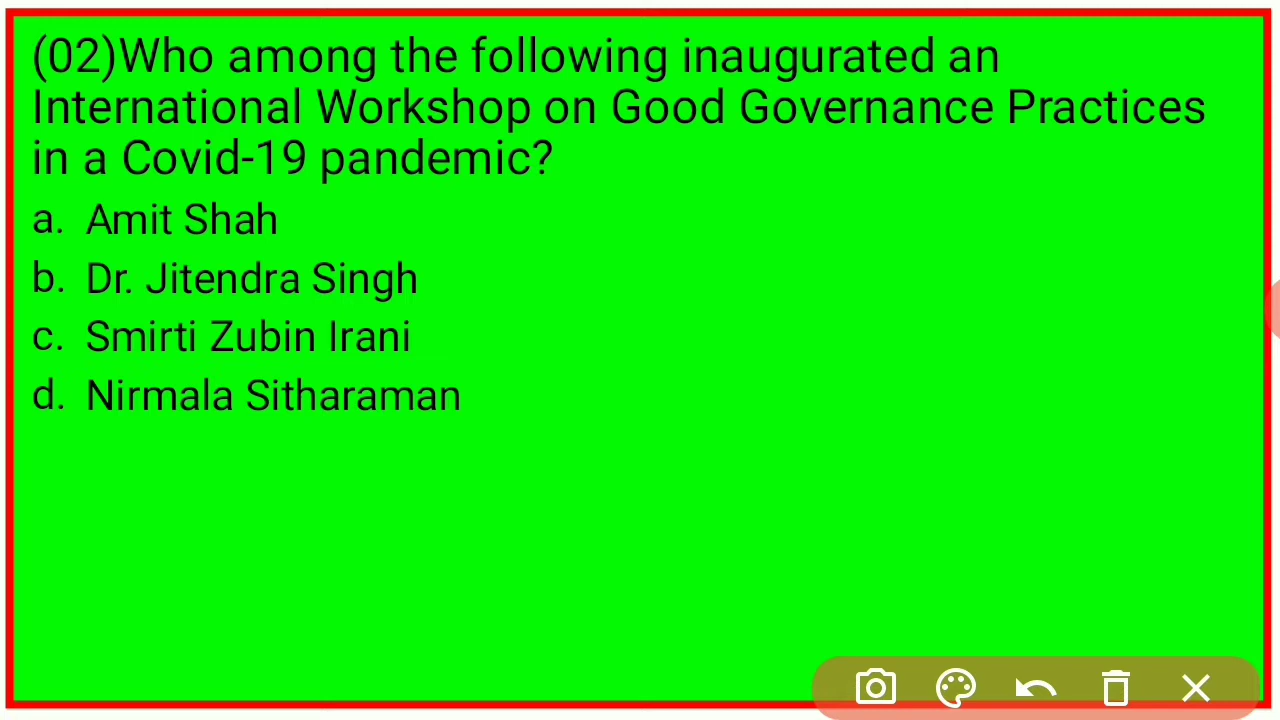 (02)Who among the following inaugurated an
International Workshop on Good Governance Practices
in a Covid-19 pandemic?
a. Amit Shah
b. Dr. Jitendra Singh
c. Smirti Zubin Irani
d. Nirmala Sitharaman